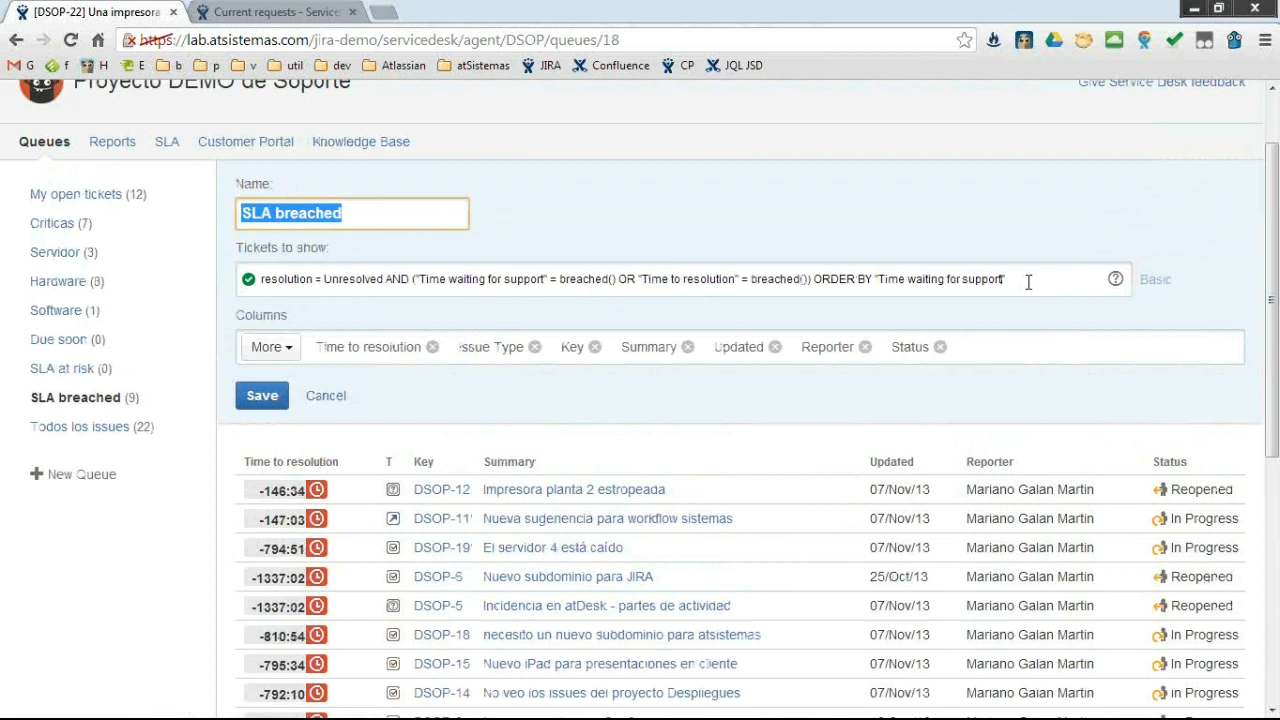 [DSOP-22] Una impresora
Current requests - Service
https://lab.atsistemas.com/jira-demo/servicedesk/agent/DSOP/queues/18
G f H E b p v util dev Atlassian atSistemas JIRA Confluence CP JQL JSD
Proyecto DEMO de Soporte
Give Service Desk feedback
Queues Reports SLA Customer Portal Knowledge Base
My open tickets (12)
Criticas (7)
Servidor (3)
Hardware (8)
Software (1)
Due soon (0)
SLA at risk (0)
SLA breached (9)
Todos los issues (22)
New Queue
Name:
SLA breached
Tickets to show:
resolution = Unresolved AND ("Time waiting for support" = breached() OR "Time to resolution" = breached()) ORDER BY "Time waiting for support"
Basic
Columns
More Time to resolution Issue Type Key Summary Updated Reporter Status
Save Cancel
Time to resolution T Key Summary Updated Reporter Status
-146:34 DSOP-12 Impresora planta 2 estropeada 07/Nov/13 Mariano Galan Martin Reopened
-147:03 DSOP-11 Nueva sugerencia para workflow sistemas 07/Nov/13 Mariano Galan Martin In Progress
-794:51 DSOP-19 El servidor 4 está caído 07/Nov/13 Mariano Galan Martin In Progress
-1337:02 DSOP-6 Nuevo subdominio para JIRA 25/Oct/13 Mariano Galan Martin Reopened
-1337:02 DSOP-5 Incidencia en atDesk - partes de actividad 07/Nov/13 Mariano Galan Martin Reopened
-810:54 DSOP-18 necesito un nuevo subdominio para atsistemas 07/Nov/13 Mariano Galan Martin In Progress
-795:34 DSOP-15 Nuevo iPad para presentaciones en cliente 07/Nov/13 Mariano Galan Martin In Progress
-792:10 DSOP-14 No veo los issues del proyecto Despliegues 07/Nov/13 Mariano Galan Martin In Progress